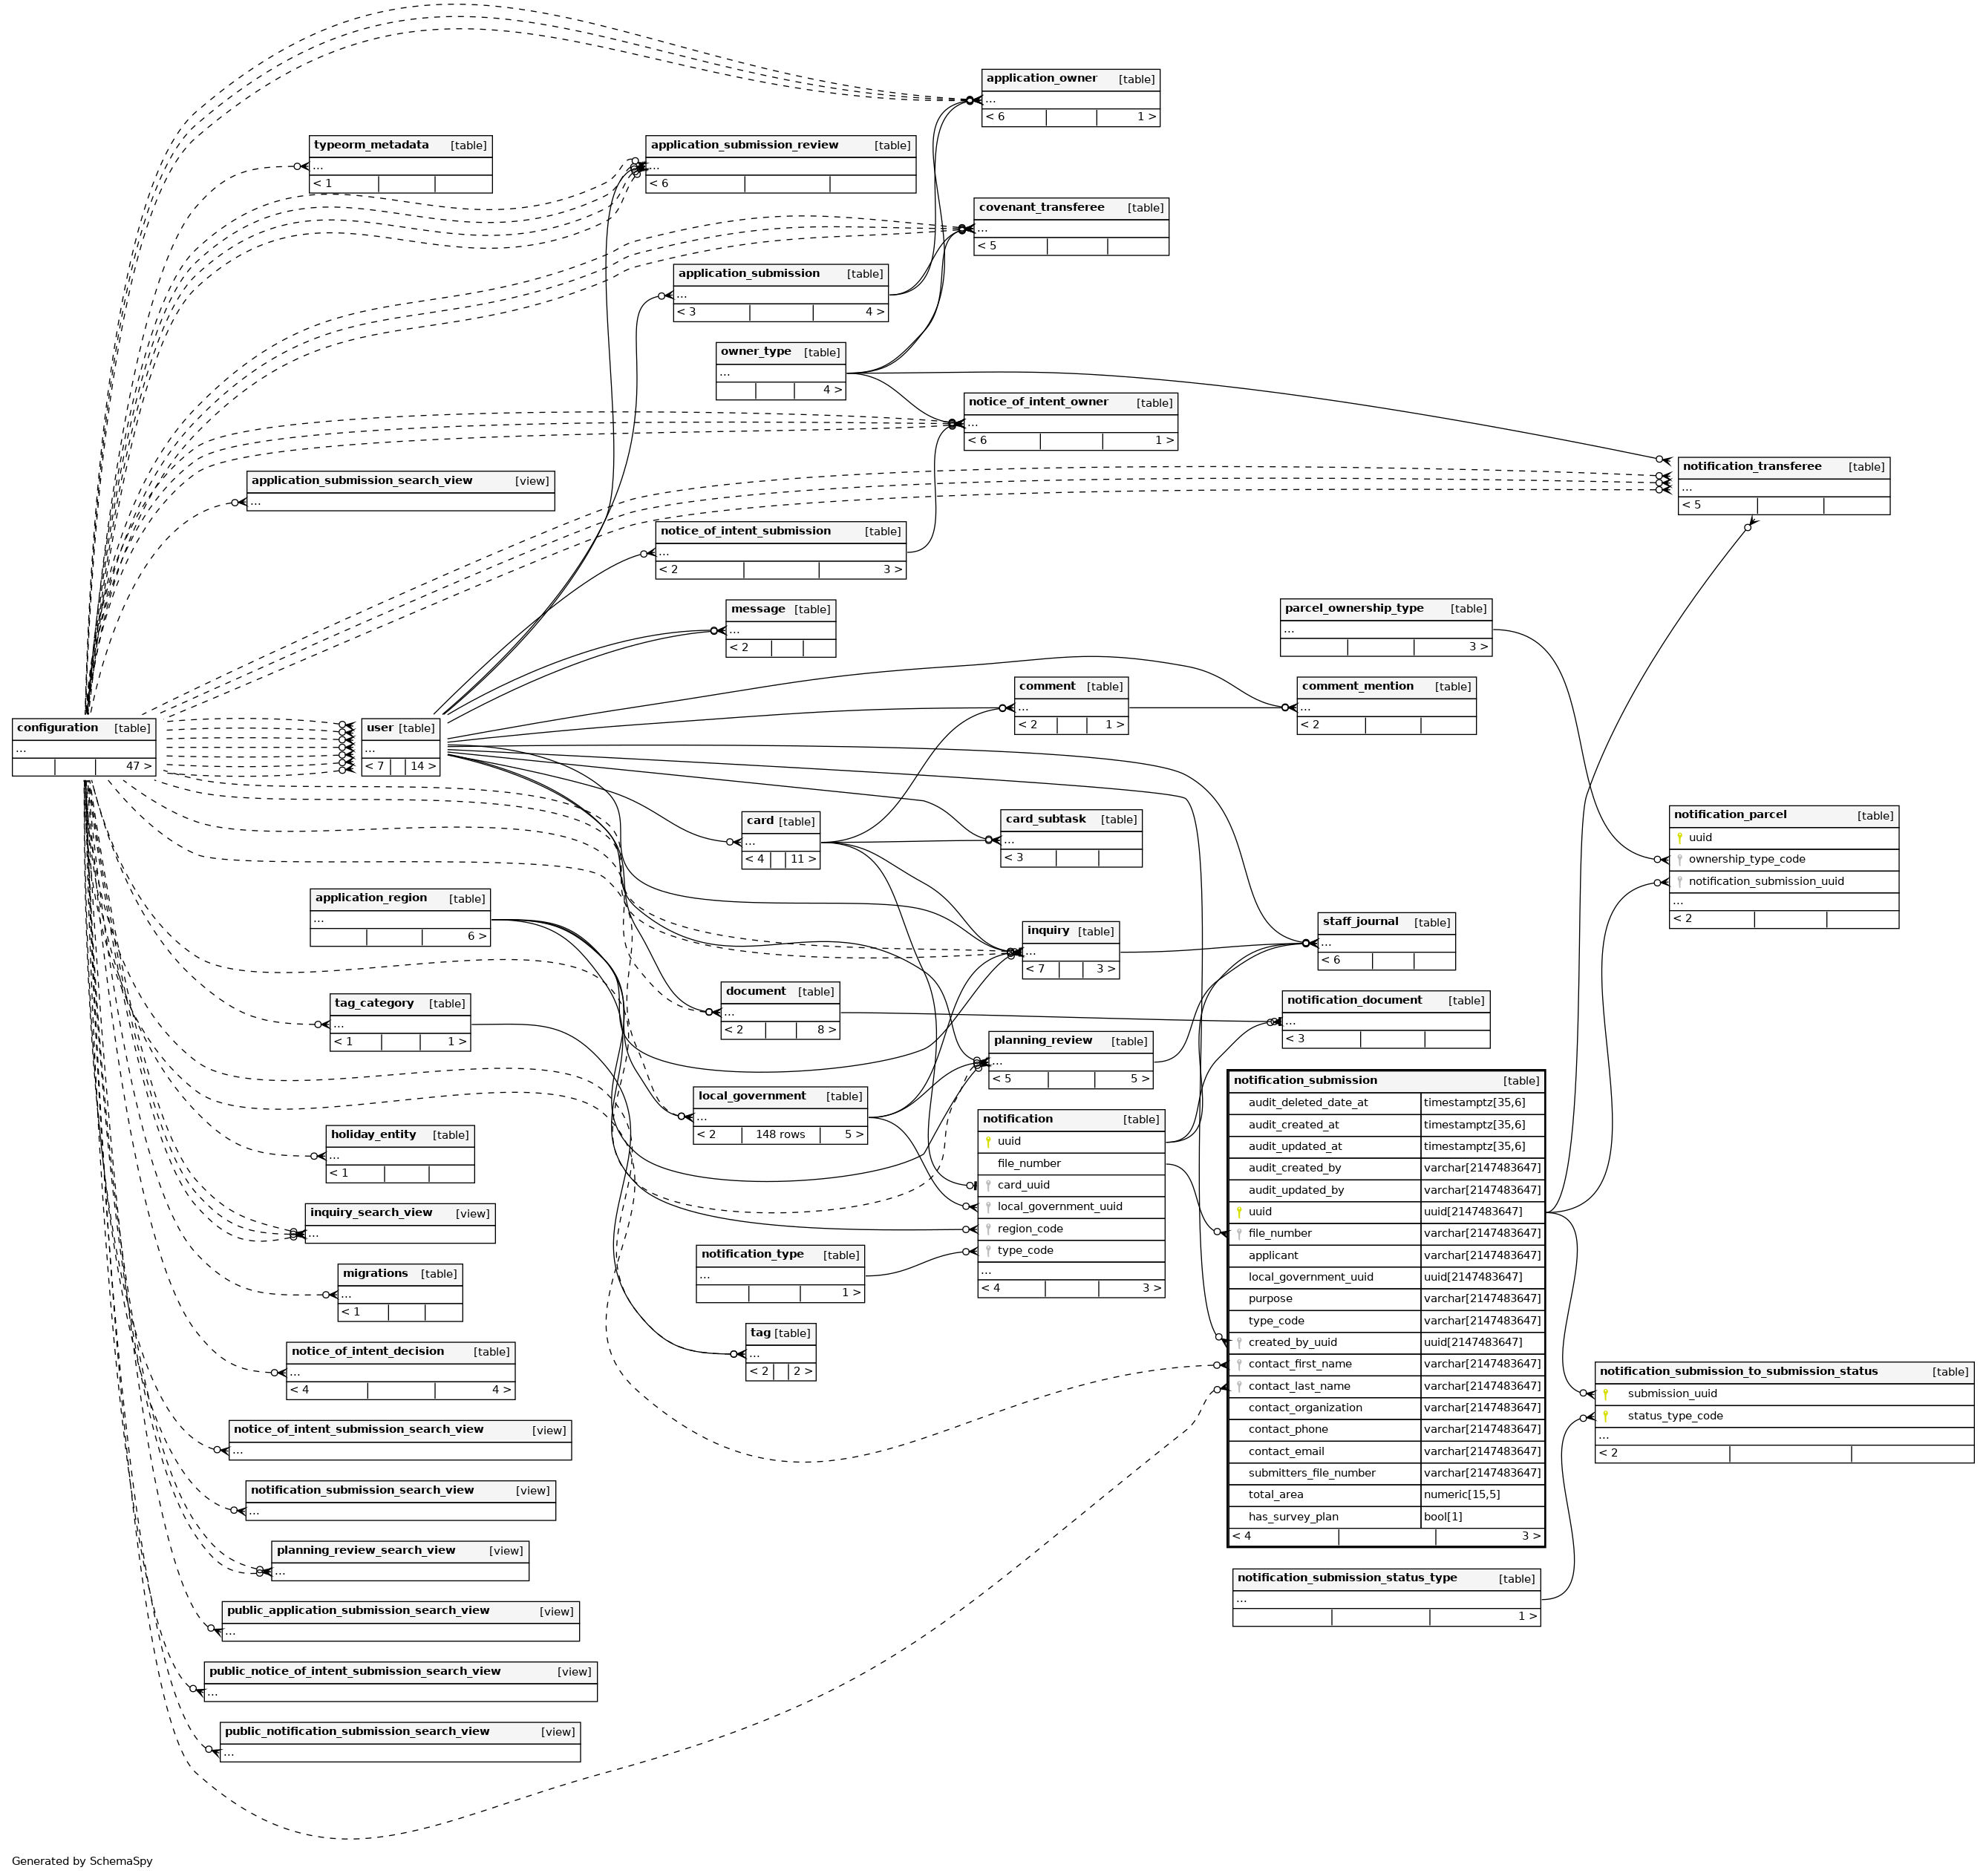 application_owner [table]
...
< 6 1 >
typeorm_metadata [table]
...
< 1
application_submission_review [table]
...
< 6
covenant_transferee [table]
...
< 5
application_submission [table]
...
< 3 4 >
owner_type [table]
...
4 >
notice_of_intent_owner [table]
...
< 6 1 >
notification_transferee [table]
...
< 5
application_submission_search_view [view]
...
notice_of_intent_submission [table]
...
< 2 3 >
message [table]
...
< 2
parcel_ownership_type [table]
...
3 >
comment [table]
...
< 2 1 >
comment_mention [table]
...
< 2
configuration [table]
...
47 >
user [table]
...
< 7 14 >
card [table]
...
< 4 11 >
card_subtask [table]
...
< 3
notification_parcel [table]
uuid
ownership_type_code
notification_submission_uuid
...
< 2
application_region [table]
...
6 >
inquiry [table]
...
< 7 3 >
staff_journal [table]
...
< 6
tag_category [table]
...
< 1 1 >
document [table]
...
< 2 8 >
notification_document [table]
...
< 3
planning_review [table]
...
< 5 5 >
local_government [table]
...
< 2 148 rows 5 >
notification [table]
uuid
file_number
card_uuid
local_government_uuid
region_code
type_code
...
< 4 3 >
notification_submission [table]
audit_deleted_date_at timestamptz[35,6]
audit_created_at timestamptz[35,6]
audit_updated_at timestamptz[35,6]
audit_created_by varchar[2147483647]
audit_updated_by varchar[2147483647]
uuid uuid[2147483647]
file_number varchar[2147483647]
applicant varchar[2147483647]
local_government_uuid uuid[2147483647]
purpose varchar[2147483647]
type_code varchar[2147483647]
created_by_uuid uuid[2147483647]
contact_first_name varchar[2147483647]
contact_last_name varchar[2147483647]
contact_organization varchar[2147483647]
contact_phone varchar[2147483647]
contact_email varchar[2147483647]
submitters_file_number varchar[2147483647]
total_area numeric[15,5]
has_survey_plan bool[1]
< 4 3 >
holiday_entity [table]
...
< 1
inquiry_search_view [view]
...
notification_type [table]
...
1 >
migrations [table]
...
< 1
tag [table]
...
< 2 2 >
notice_of_intent_decision [table]
...
< 4 4 >
notification_submission_to_submission_status [table]
submission_uuid
status_type_code
...
< 2
notice_of_intent_submission_search_view [view]
...
notification_submission_search_view [view]
...
planning_review_search_view [view]
...
notification_submission_status_type [table]
...
1 >
public_application_submission_search_view [view]
...
public_notice_of_intent_submission_search_view [view]
...
public_notification_submission_search_view [view]
...
Generated by SchemaSpy